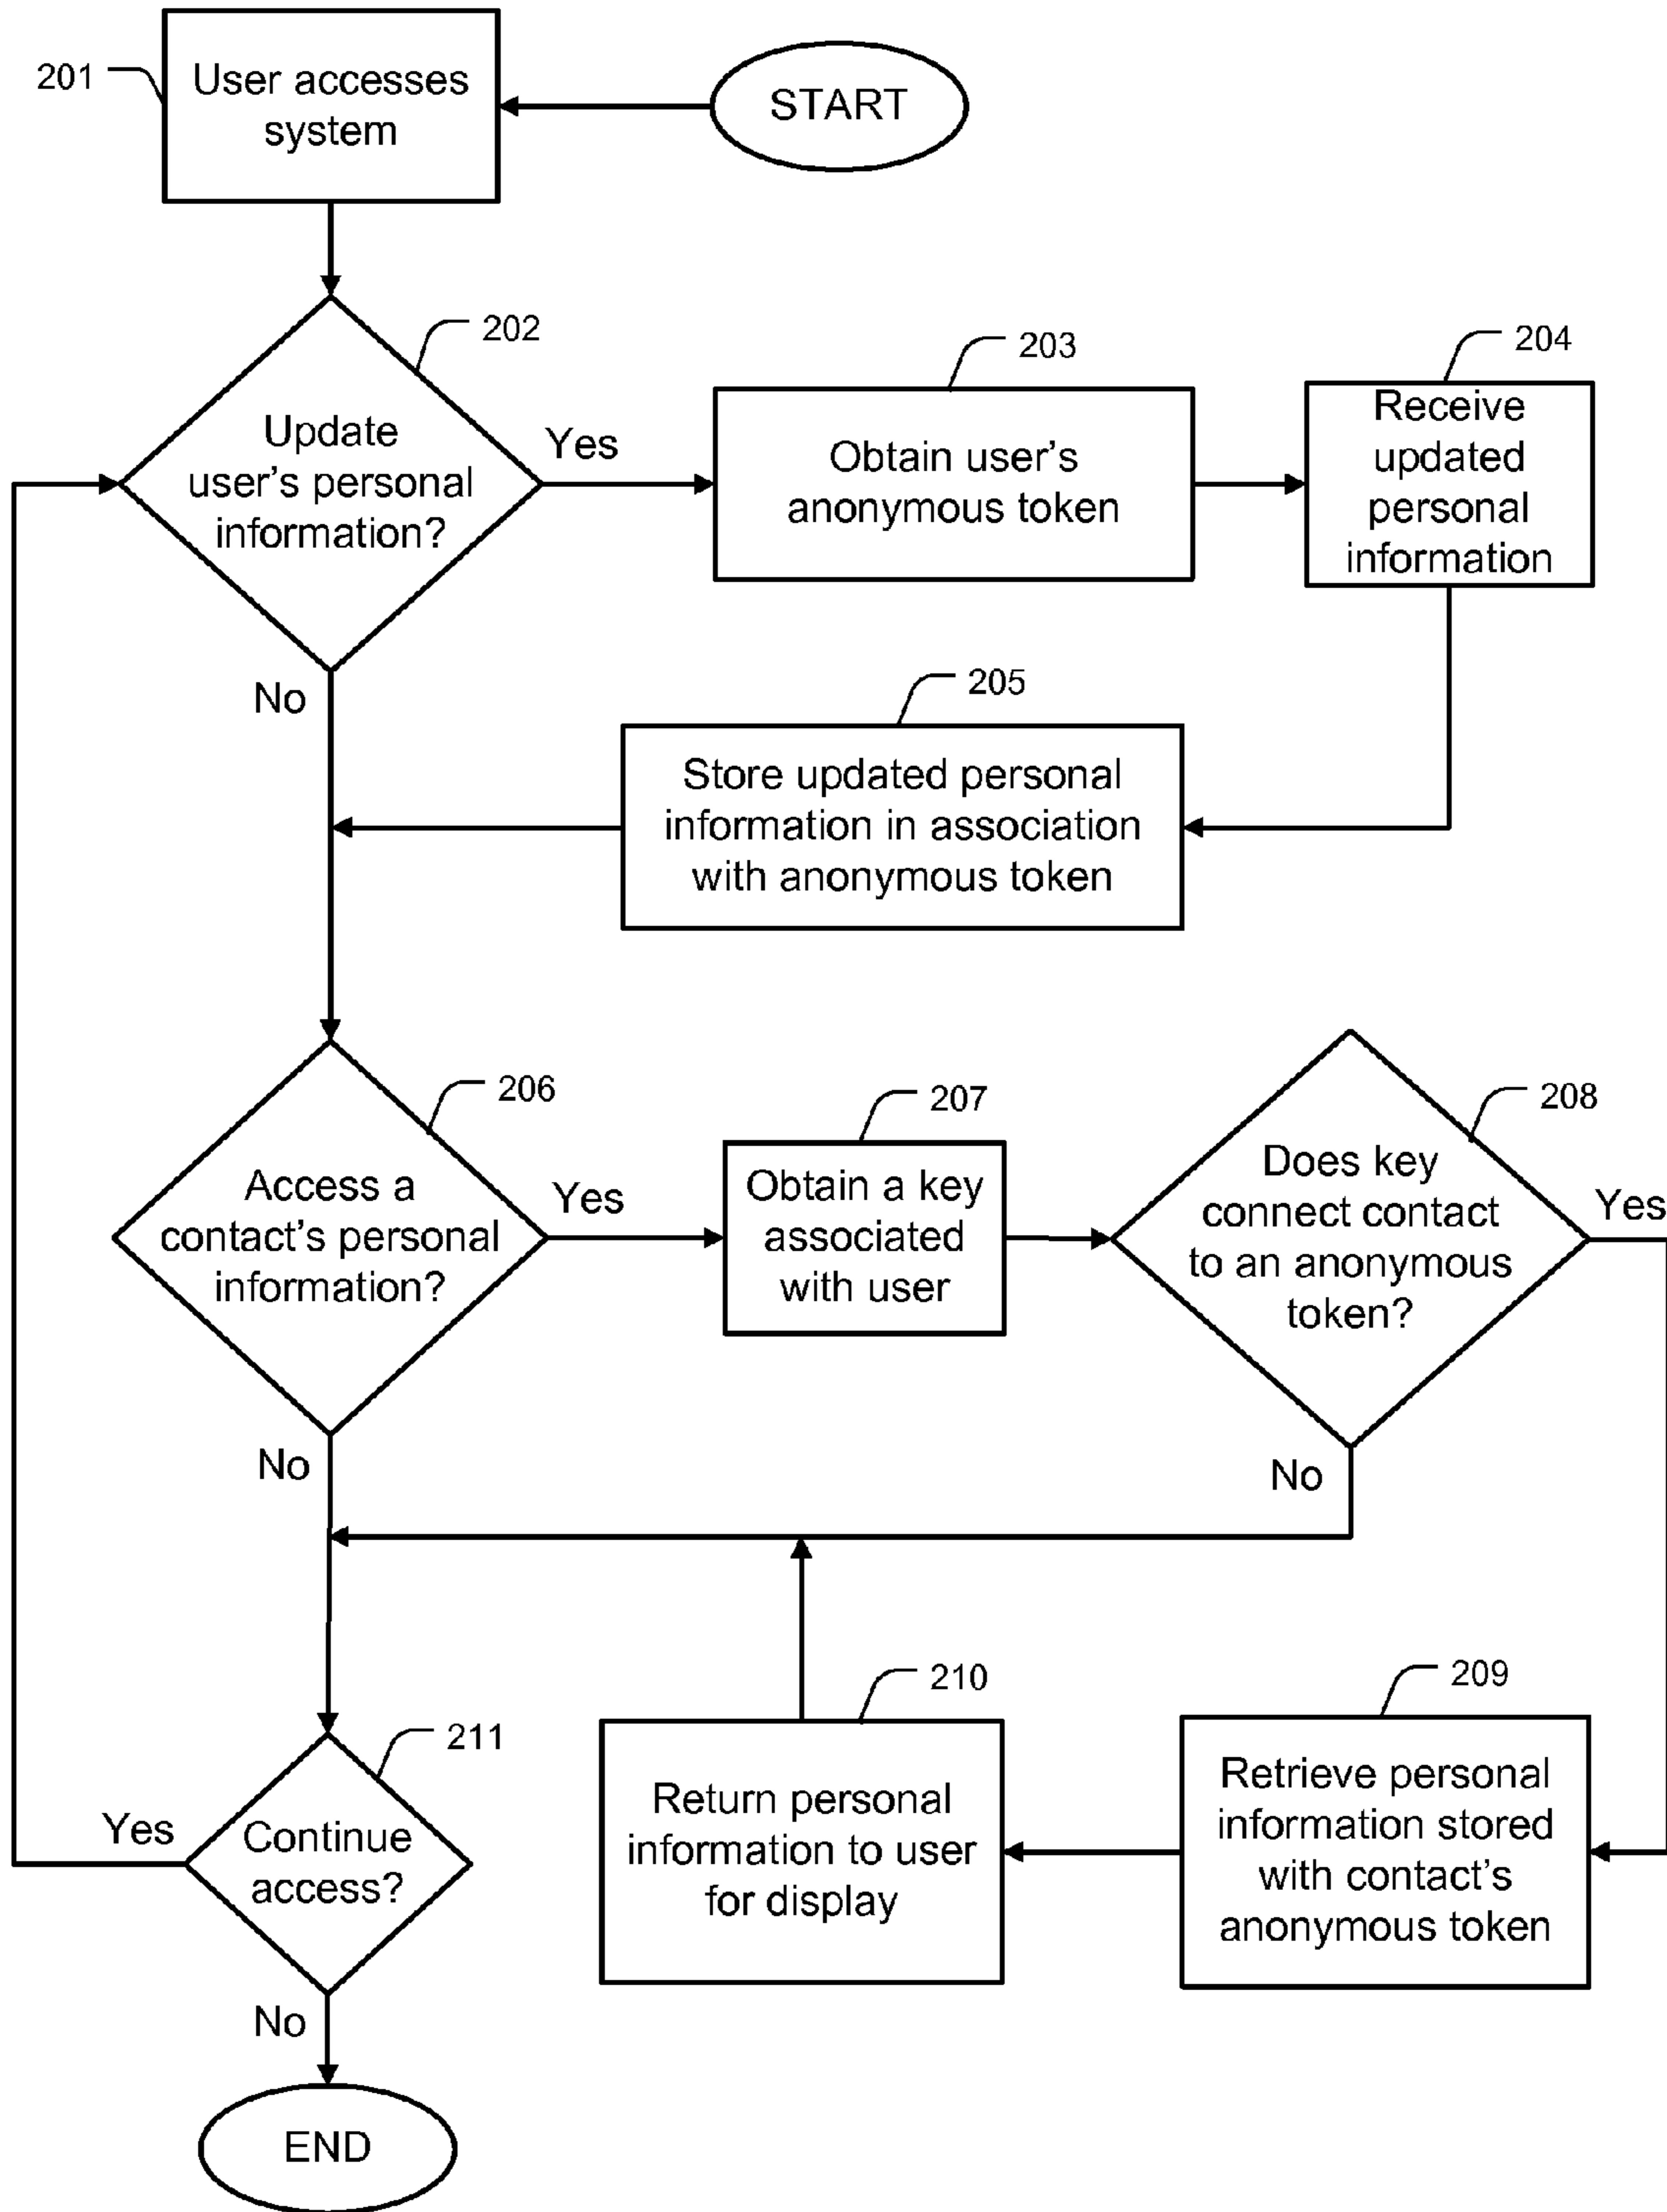 201
User accesses
system
START
202
Update
user's personal
information?
Yes
No
203
Obtain user's
anonymous token
204
Receive
updated
personal
information
205
Store updated personal
information in association
with anonymous token
206
Access a
contact's personal
information?
Yes
No
207
Obtain a key
associated
with user
208
Does key
connect contact
to an anonymous
token?
Yes
No
209
Retrieve personal
information stored
with contact's
anonymous token
210
Return personal
information to user
for display
211
Continue
access?
Yes
No
END